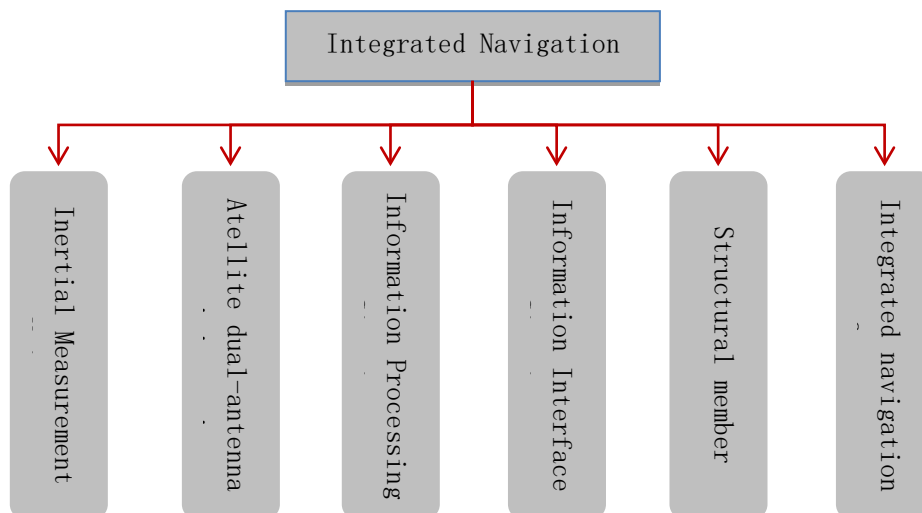 Integrated Navigation
Inertial Measurement
Atellite dual-antenna
Information Processing
Information Interface
Structural member
Integrated navigation